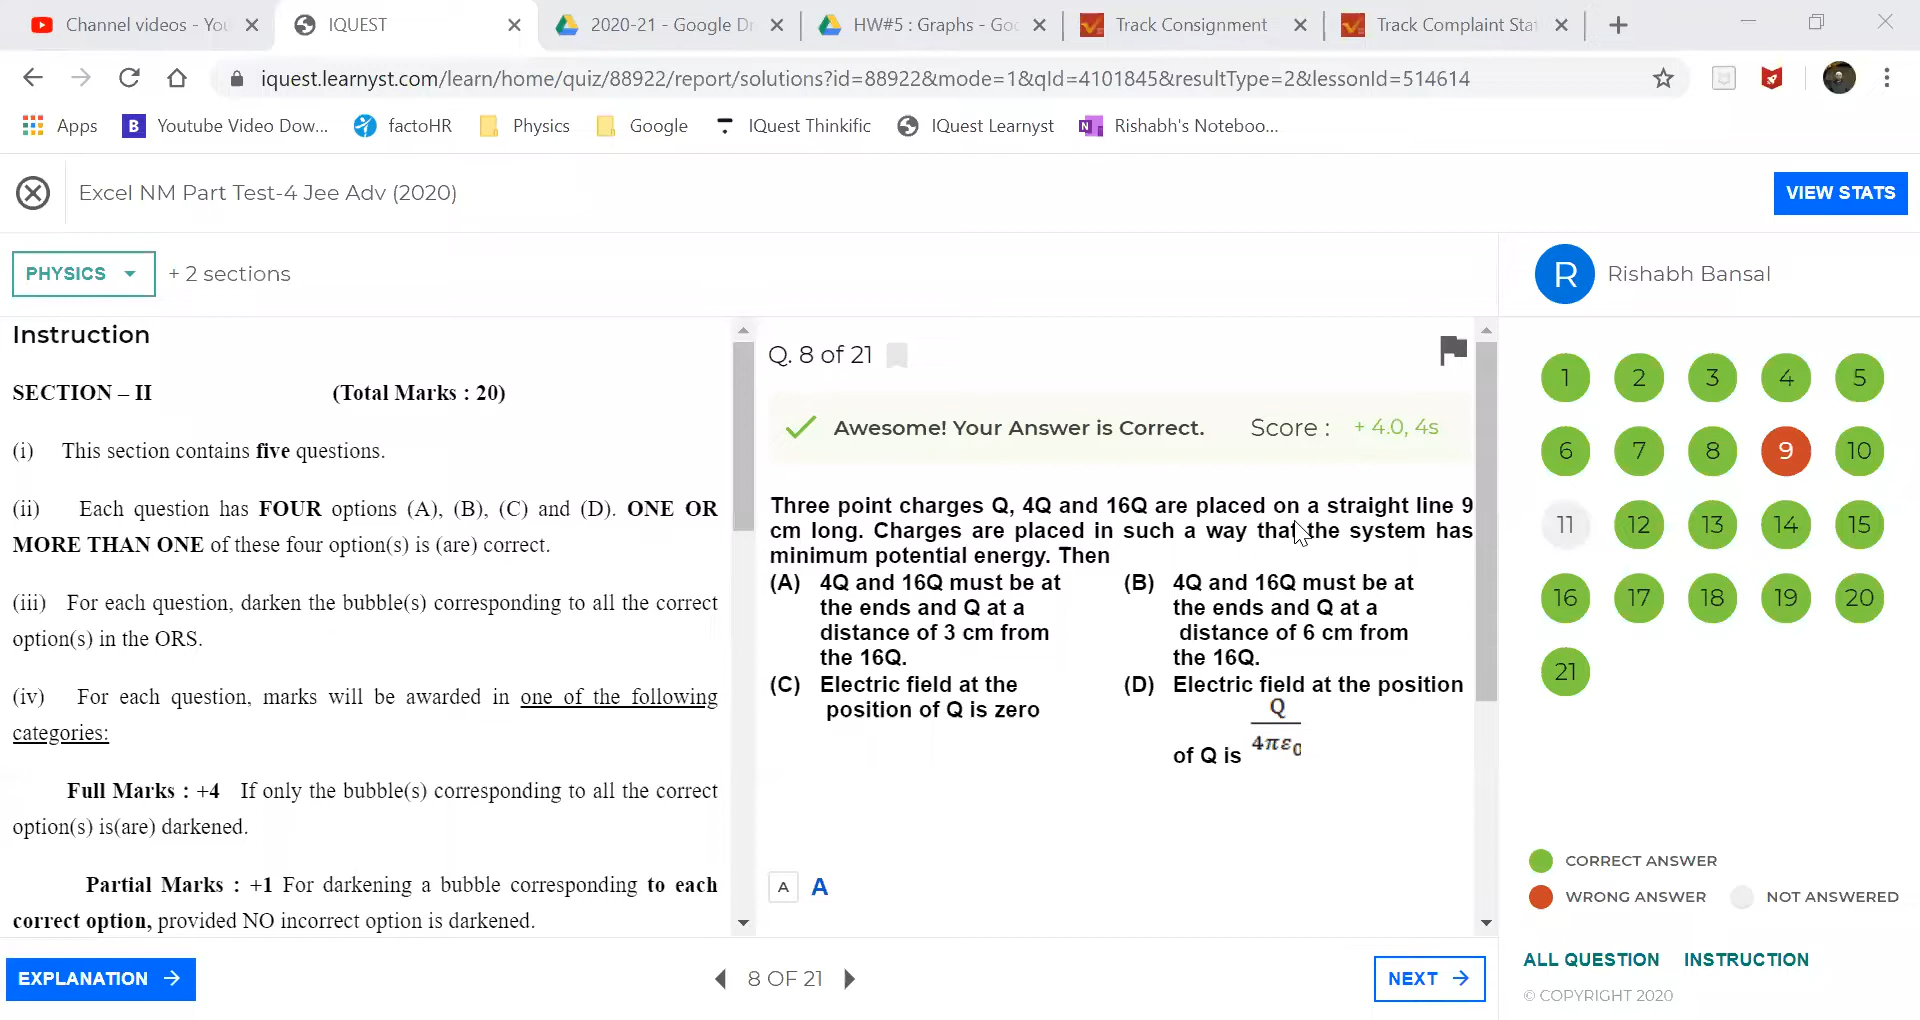 Channel videos - You
IQUEST
2020-21 - Google Dr
HW#5 : Graphs - Goo
Track Consignment
Track Complaint Stat
iquest.learnyst.com/learn/home/quiz/88922/report/solutions?id=88922&mode=1&qId=4101845&resultType=2&lessonId=514614
Apps
B Youtube Video Dow...
factoHR
Physics
Google
IQuest Thinkific
IQuest Learnyst
N Rishabh's Noteboo...
Excel NM Part Test-4 Jee Adv (2020)
VIEW STATS
PHYSICS
+ 2 sections
R Rishabh Bansal
Instruction
SECTION – II (Total Marks : 20)
(i) This section contains five questions.
(ii) Each question has FOUR options (A), (B), (C) and (D). ONE OR
MORE THAN ONE of these four option(s) is (are) correct.
(iii) For each question, darken the bubble(s) corresponding to all the correct
option(s) in the ORS.
(iv) For each question, marks will be awarded in one of the following
categories:
Full Marks : +4 If only the bubble(s) corresponding to all the correct
option(s) is(are) darkened.
Partial Marks : +1 For darkening a bubble corresponding to each
correct option, provided NO incorrect option is darkened.
Q. 8 of 21
Awesome! Your Answer is Correct. Score : + 4.0, 4s
Three point charges Q, 4Q and 16Q are placed on a straight line 9
cm long. Charges are placed in such a way that the system has
minimum potential energy. Then
(A) 4Q and 16Q must be at
the ends and Q at a
distance of 3 cm from
the 16Q.
(B) 4Q and 16Q must be at
the ends and Q at a
distance of 6 cm from
the 16Q.
(C) Electric field at the
position of Q is zero
(D) Electric field at the position
of Q is Q/4πε0
A A
1 2 3 4 5
6 7 8 9 10
11 12 13 14 15
16 17 18 19 20
21
CORRECT ANSWER
WRONG ANSWER
NOT ANSWERED
ALL QUESTION INSTRUCTION
© COPYRIGHT 2020
EXPLANATION →
8 OF 21
NEXT →